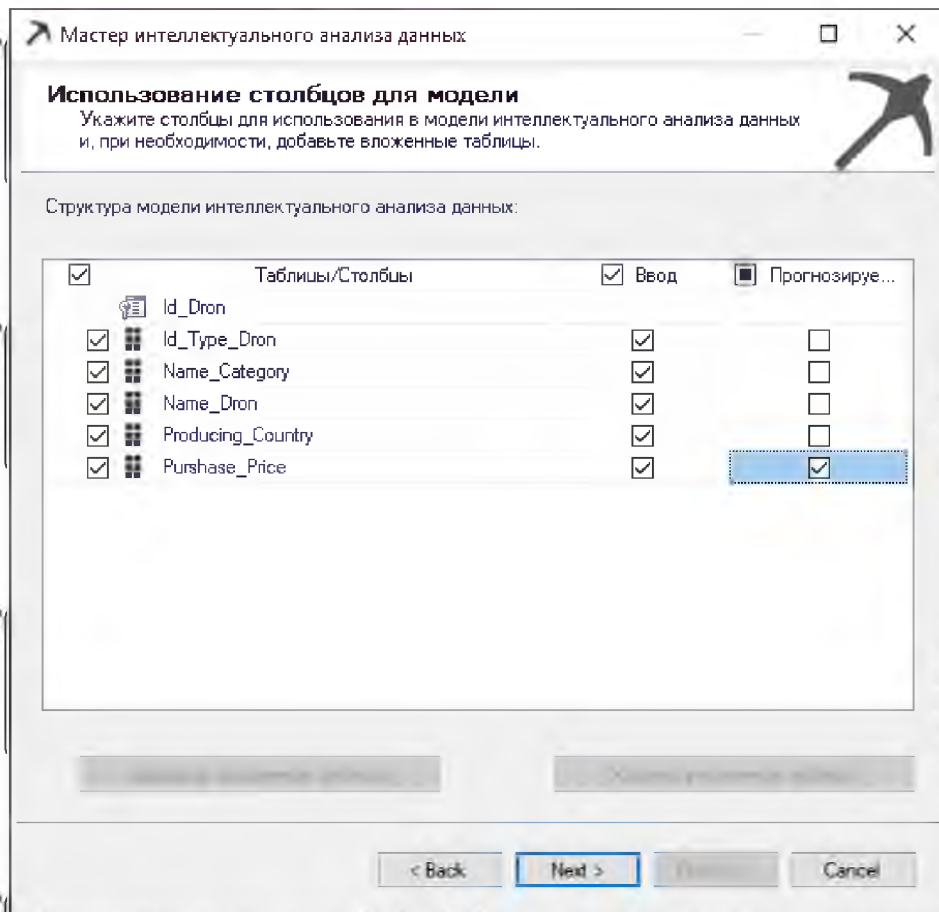 Мастер интеллектуального анализа данных
Использование столбцов для модели
Укажите столбцы для использования в модели интеллектуального анализа данных
и, при необходимости, добавьте вложенные таблицы.
Структура модели интеллектуального анализа данных:
Таблицы/Столбцы Ввод Прогнозируе...
Id_Dron
Id_Type_Dron
Name_Category
Name_Dron
Producing_Country
Purshase_Price
< Back Next > Cancel